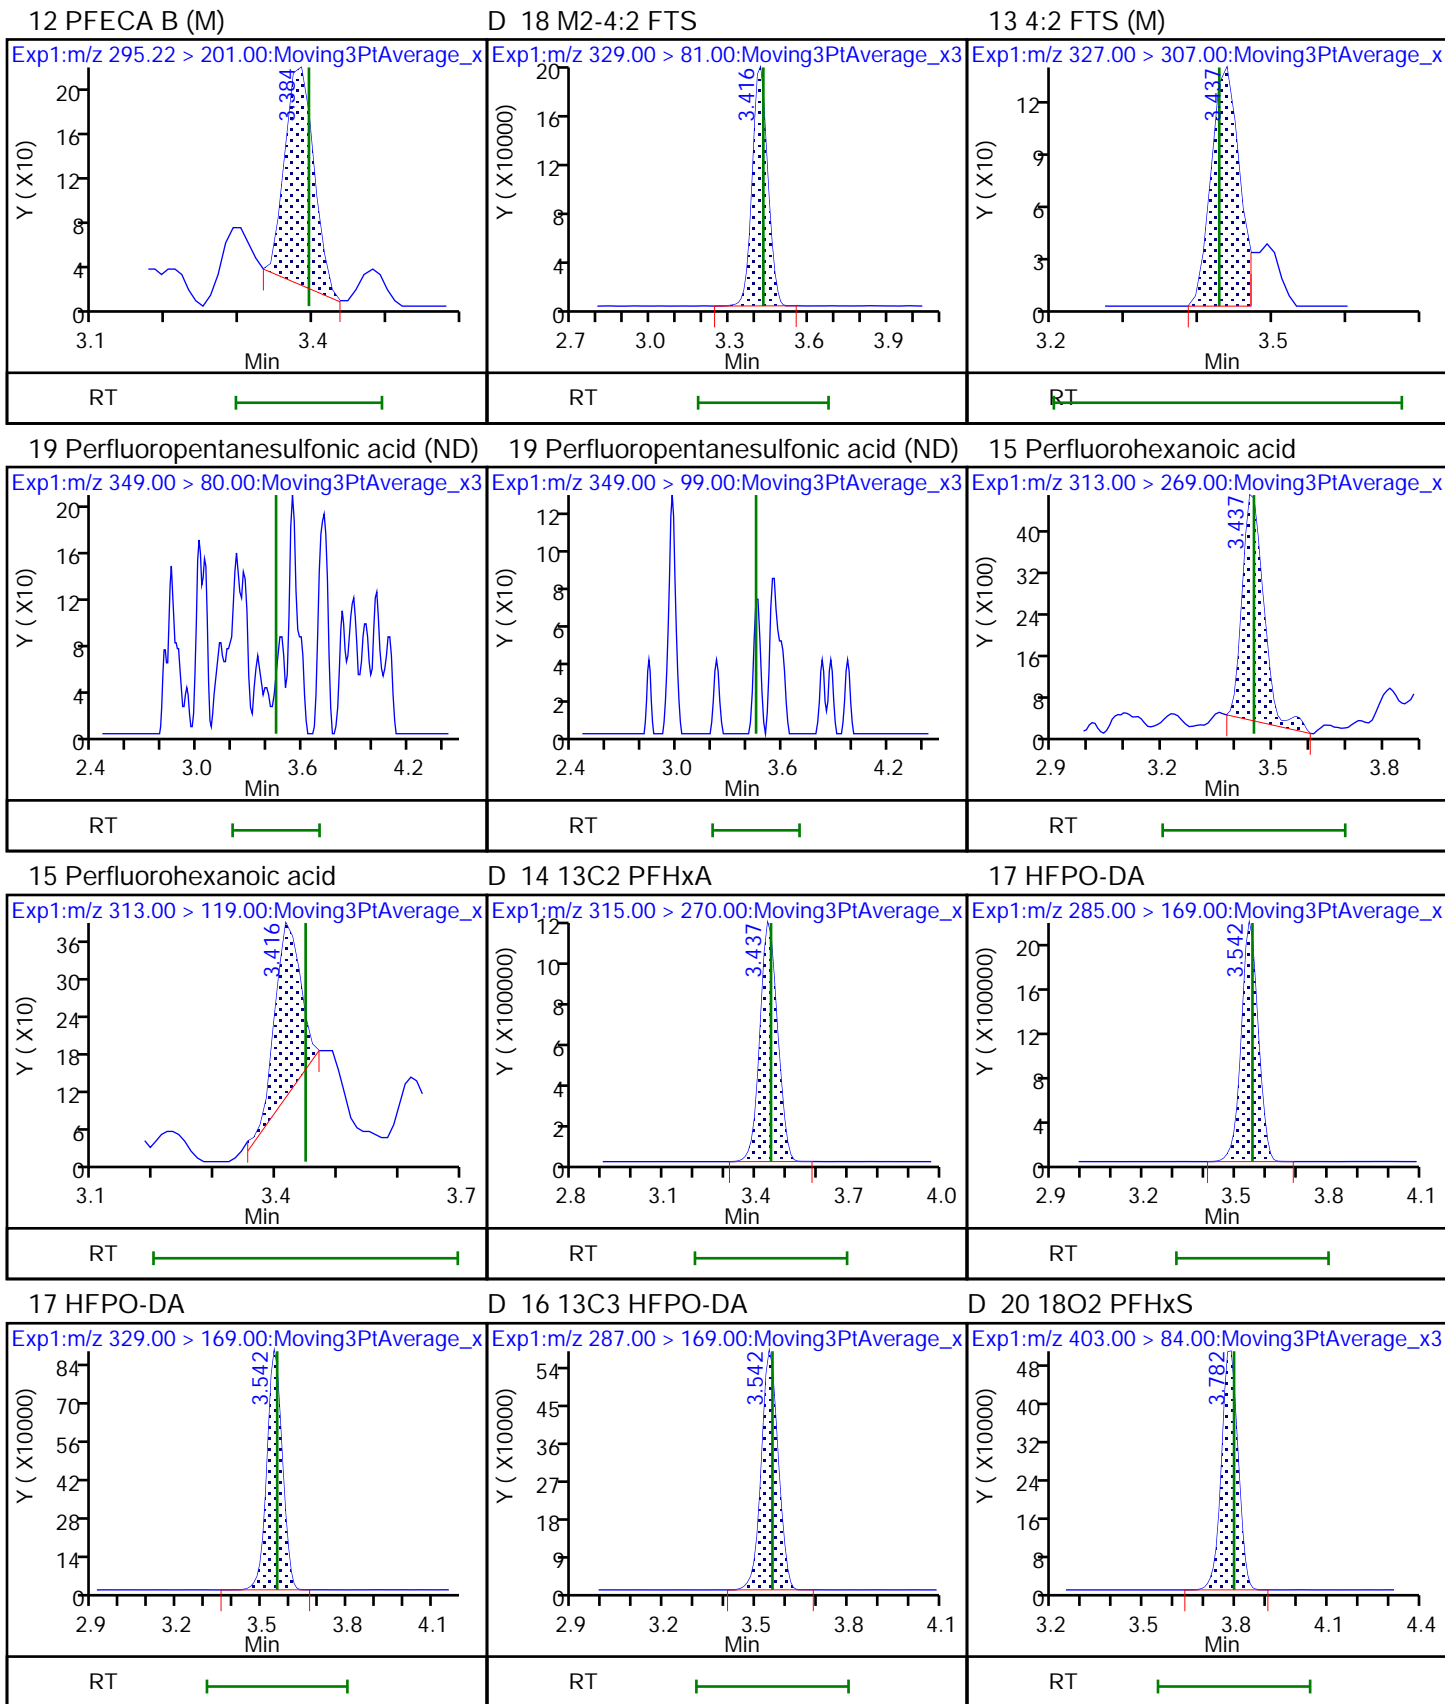 12 PFECA B (M)
Exp1:m/z 295.22 > 201.00:Moving3PtAverage_x
3.384
Y ( X10)
20
16
12
8
4
0
3.1 3.4
Min
RT
D 18 M2-4:2 FTS
Exp1:m/z 329.00 > 81.00:Moving3PtAverage_x3
3.416
Y ( X10000)
20
16
12
8
4
0
2.7 3.0 3.3 3.6 3.9
Min
RT
13 4:2 FTS (M)
Exp1:m/z 327.00 > 307.00:Moving3PtAverage_x
3.437
Y ( X10)
12
9
6
3
0
3.2 3.5
Min
RT
19 Perfluoropentanesulfonic acid (ND)
Exp1:m/z 349.00 > 80.00:Moving3PtAverage_x3
Y ( X10)
20
16
12
8
4
0
2.4 3.0 3.6 4.2
Min
RT
19 Perfluoropentanesulfonic acid (ND)
Exp1:m/z 349.00 > 99.00:Moving3PtAverage_x3
Y ( X10)
12
10
8
6
4
2
0
2.4 3.0 3.6 4.2
Min
RT
15 Perfluorohexanoic acid
Exp1:m/z 313.00 > 269.00:Moving3PtAverage_x
3.437
Y ( X100)
40
32
24
16
8
0
2.9 3.2 3.5 3.8
Min
RT
15 Perfluorohexanoic acid
Exp1:m/z 313.00 > 119.00:Moving3PtAverage_x
3.416
Y ( X10)
36
30
24
18
12
6
0
3.1 3.4 3.7
Min
RT
D 14 13C2 PFHxA
Exp1:m/z 315.00 > 270.00:Moving3PtAverage_x
3.437
Y ( X100000)
12
10
8
6
4
2
0
2.8 3.1 3.4 3.7 4.0
Min
RT
17 HFPO-DA
Exp1:m/z 285.00 > 169.00:Moving3PtAverage_x
3.542
Y ( X100000)
20
16
12
8
4
0
2.9 3.2 3.5 3.8 4.1
Min
RT
17 HFPO-DA
Exp1:m/z 329.00 > 169.00:Moving3PtAverage_x
3.542
Y ( X10000)
84
70
56
42
28
14
0
2.9 3.2 3.5 3.8 4.1
Min
RT
D 16 13C3 HFPO-DA
Exp1:m/z 287.00 > 169.00:Moving3PtAverage_x
3.542
Y ( X10000)
54
45
36
27
18
9
0
2.9 3.2 3.5 3.8 4.1
Min
RT
D 20 18O2 PFHxS
Exp1:m/z 403.00 > 84.00:Moving3PtAverage_x3
3.782
Y ( X10000)
48
40
32
24
16
8
0
3.2 3.5 3.8 4.1 4.4
Min
RT